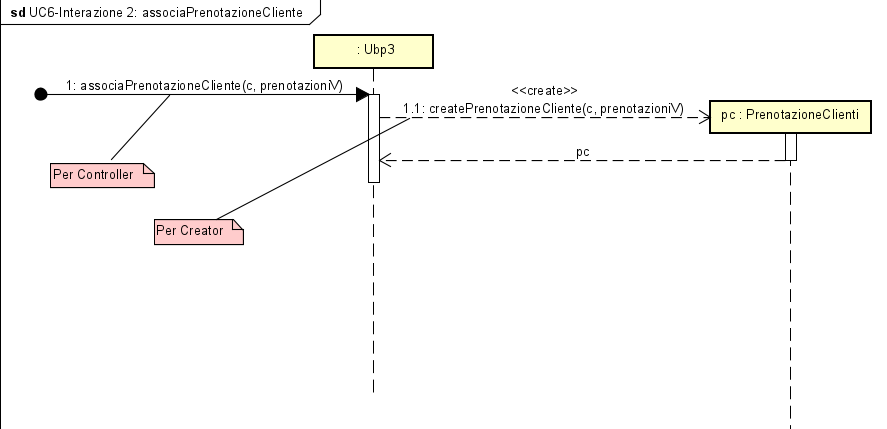 sd UC6-Interazione 2: associaPrenotazioneCliente
: Ubp3
1: associaPrenotazioneCliente(c, prenotazioniV)
<<create>>
1.1: createPrenotazioneCliente(c, prenotazioniV)
pc : PrenotazioneClienti
pc
Per Controller
Per Creator